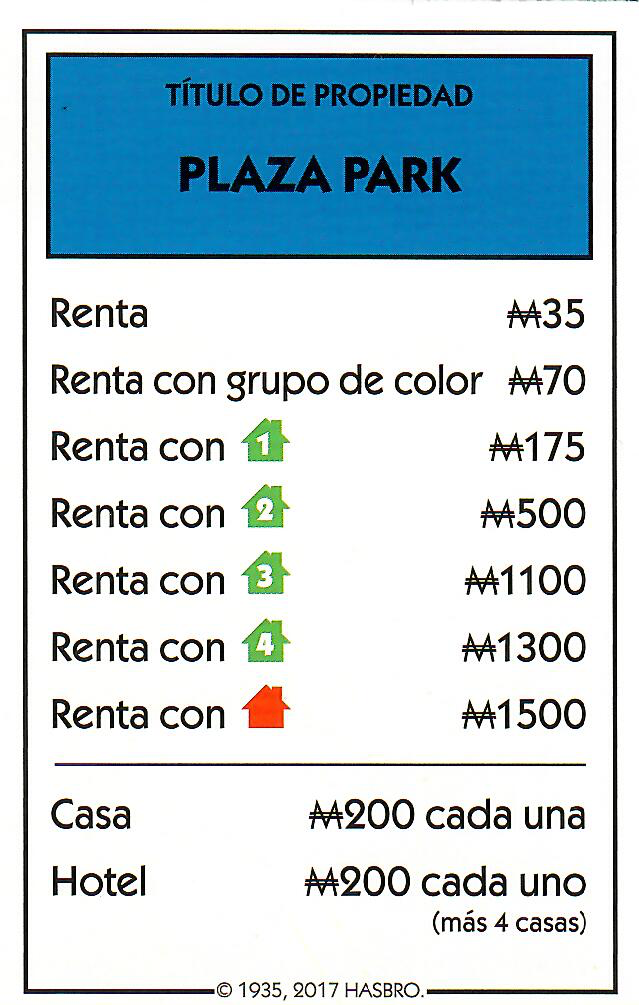 TÍTULO DE PROPIEDAD
PLAZA PARK
Renta ₩35
Renta con grupo de color ₩70
Renta con 1 ₩175
Renta con 2 ₩500
Renta con 3 ₩1100
Renta con 4 ₩1300
Renta con ₩1500
Casa ₩200 cada una
Hotel ₩200 cada uno
(más 4 casas)
© 1935, 2017 HASBRO.